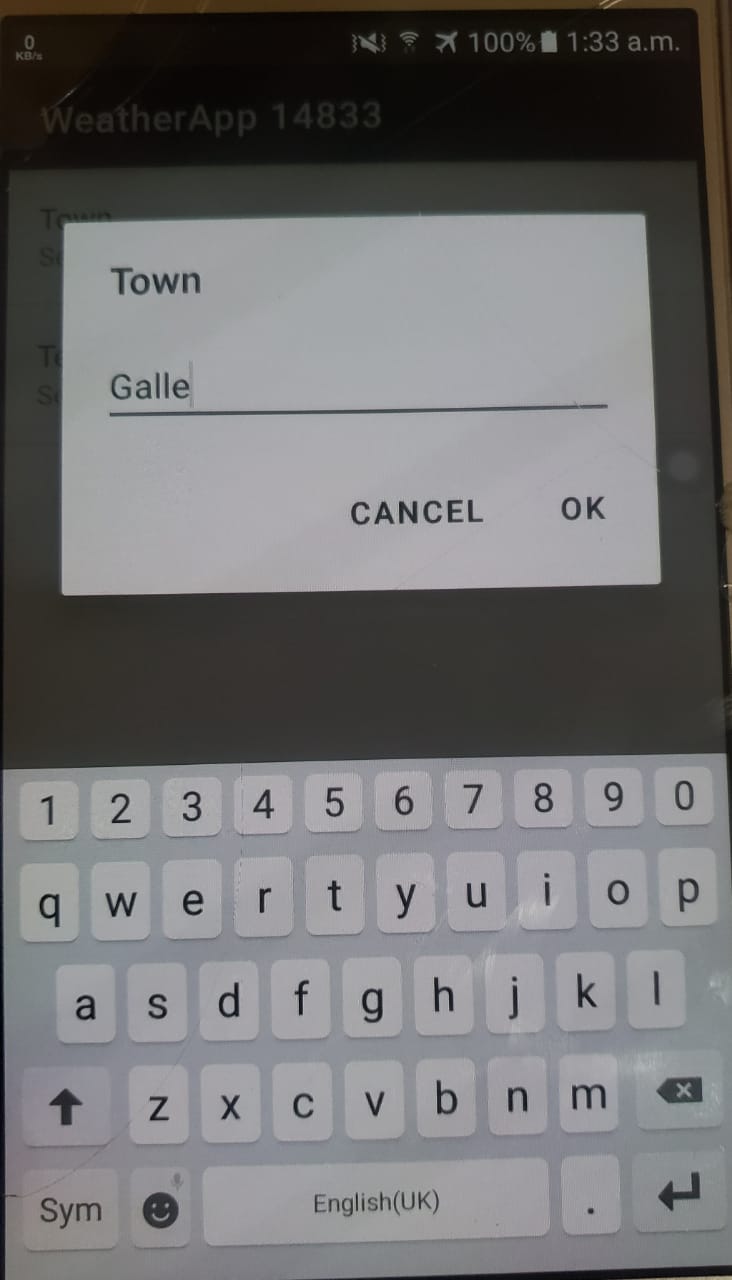 0
KB/s
100% 1:33 a.m.
WeatherApp 14833
Town
Town
Galle
CANCEL OK
1 2 3 4 5 6 7 8 9 0
q w e r t y u i o p
a s d f g h j k l
z x c v b n m
Sym English(UK) .